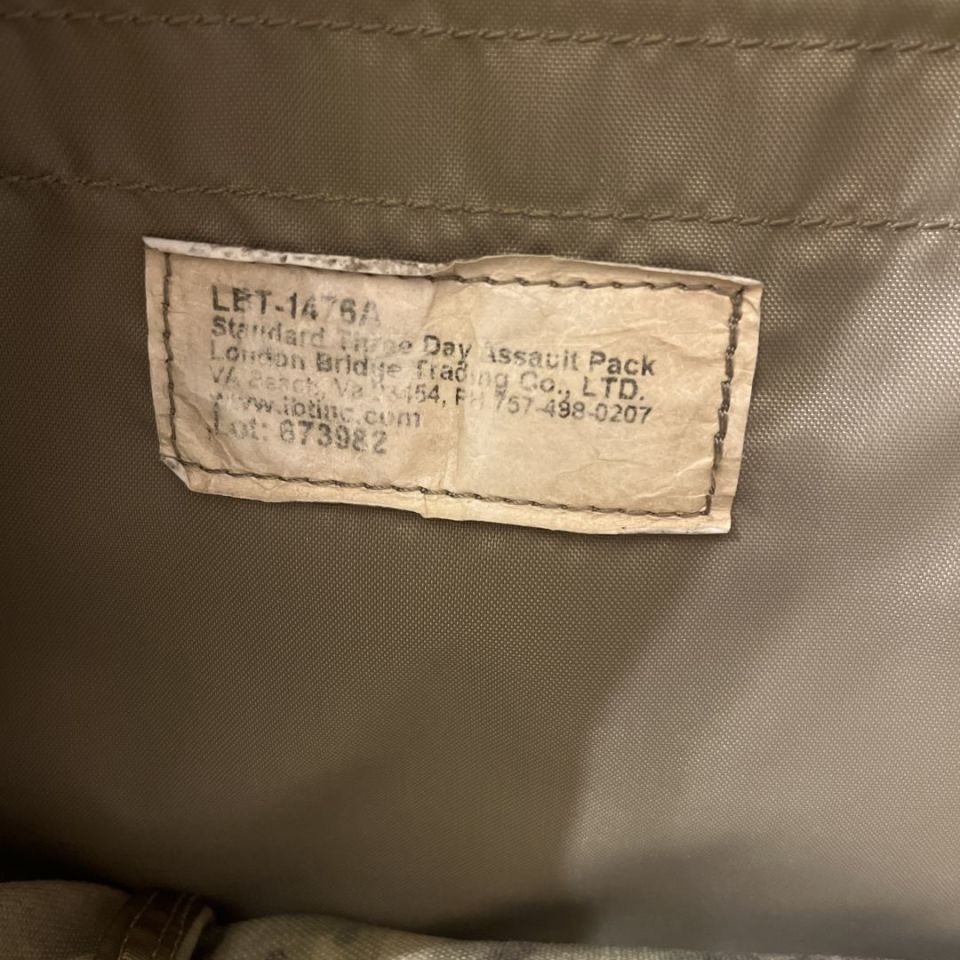 LBT-1476A
Standard Three Day Assault Pack
London Bridge Trading Co., LTD.
VA Beach, Va 23454, PH 757-498-0207
www.lbtinc.com
Lot: 673982